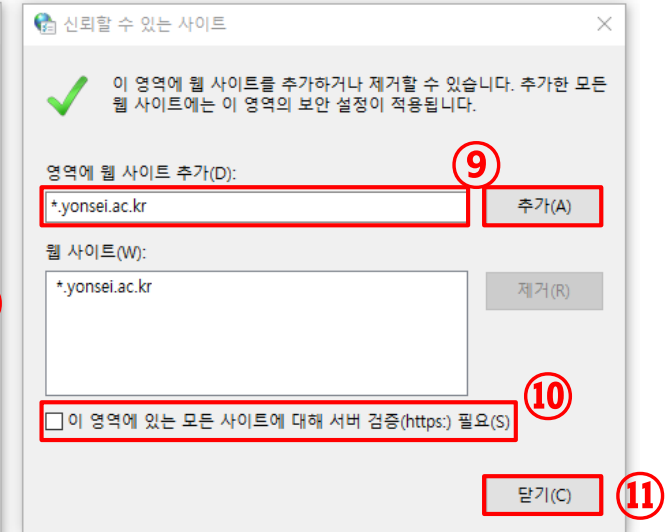 신뢰할 수 있는 사이트
이 영역에 웹 사이트를 추가하거나 제거할 수 있습니다. 추가한 모든
웹 사이트에는 이 영역의 보안 설정이 적용됩니다.
⑨
영역에 웹 사이트 추가(D):
*.yonsei.ac.kr 추가(A)
웹 사이트(W):
*.yonsei.ac.kr 제거(R)
⑩
이 영역에 있는 모든 사이트에 대해 서버 검증(https:) 필요(S)
닫기(C) ⑪